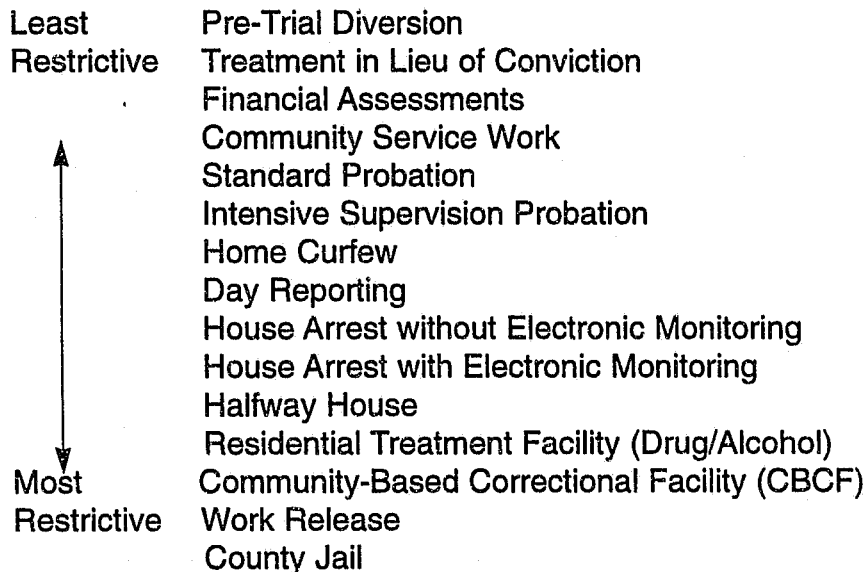 Least Pre-Trial Diversion
Restrictive Treatment in Lieu of Conviction
Financial Assessments
Community Service Work
Standard Probation
Intensive Supervision Probation
Home Curfew
Day Reporting
House Arrest without Electronic Monitoring
House Arrest with Electronic Monitoring
Halfway House
Residential Treatment Facility (Drug/Alcohol)
Most Community-Based Correctional Facility (CBCF)
Restrictive Work Release
County Jail